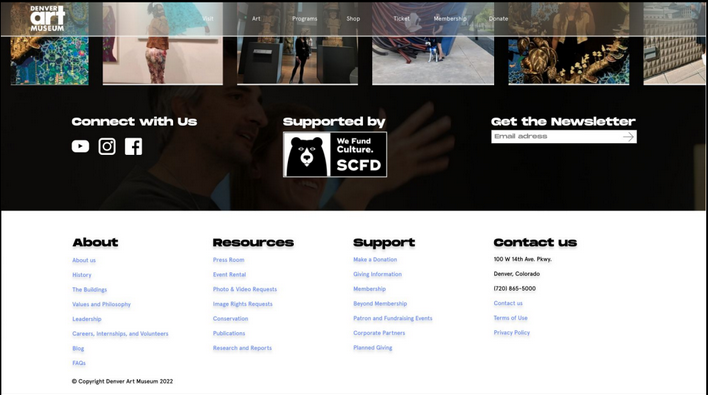 DENVER
art
MUSEUM
Visit Art Programs Shop Ticket Membership Donate
Connect with Us
Supported by
We Fund
Culture.
SCFD
Get the Newsletter
Email adress
About
About us
History
The Buildings
Values and Philosophy
Leadership
Careers, Internships, and Volunteers
Blog
FAQs
Resources
Press Room
Event Rental
Photo & Video Requests
Image Rights Requests
Conservation
Publications
Research and Reports
Support
Make a Donation
Giving Information
Membership
Beyond Membership
Patron and Fundraising Events
Corporate Partners
Planned Giving
Contact us
100 W 14th Ave. Pkwy.
Denver, Colorado
(720) 865-5000
Contact us
Terms of Use
Privacy Policy
© Copyright Denver Art Museum 2022